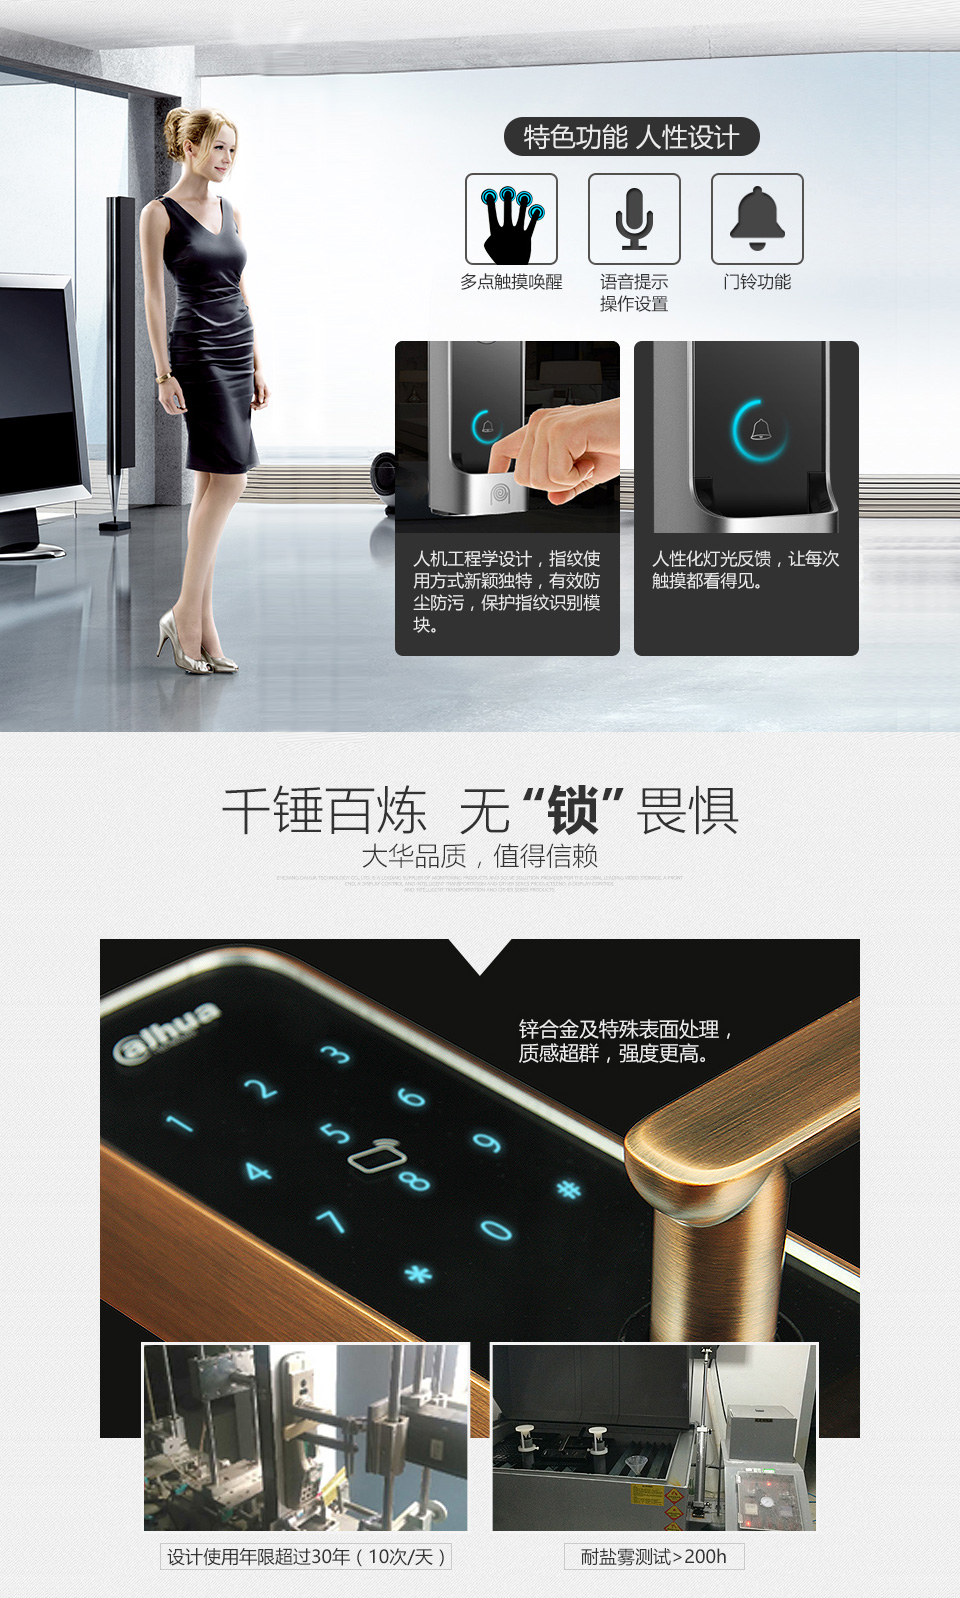 特色功能 人性设计
多点触摸唤醒
语音提示
操作设置
门铃功能
人机工程学设计，指纹使
用方式新颖独特，有效防
尘防污，保护指纹识别模
块。
人性化灯光反馈，让每次
触摸都看得见。
千锤百炼 无“锁”畏惧
大华品质，值得信赖
alhua
锌合金及特殊表面处理，
质感超群，强度更高。
1 2 3
4 5 6
7 8 9
* 0 #
设计使用年限超过30年（10次/天）
耐盐雾测试>200h